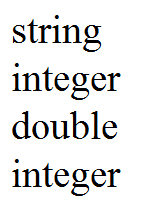 string
integer
double
integer